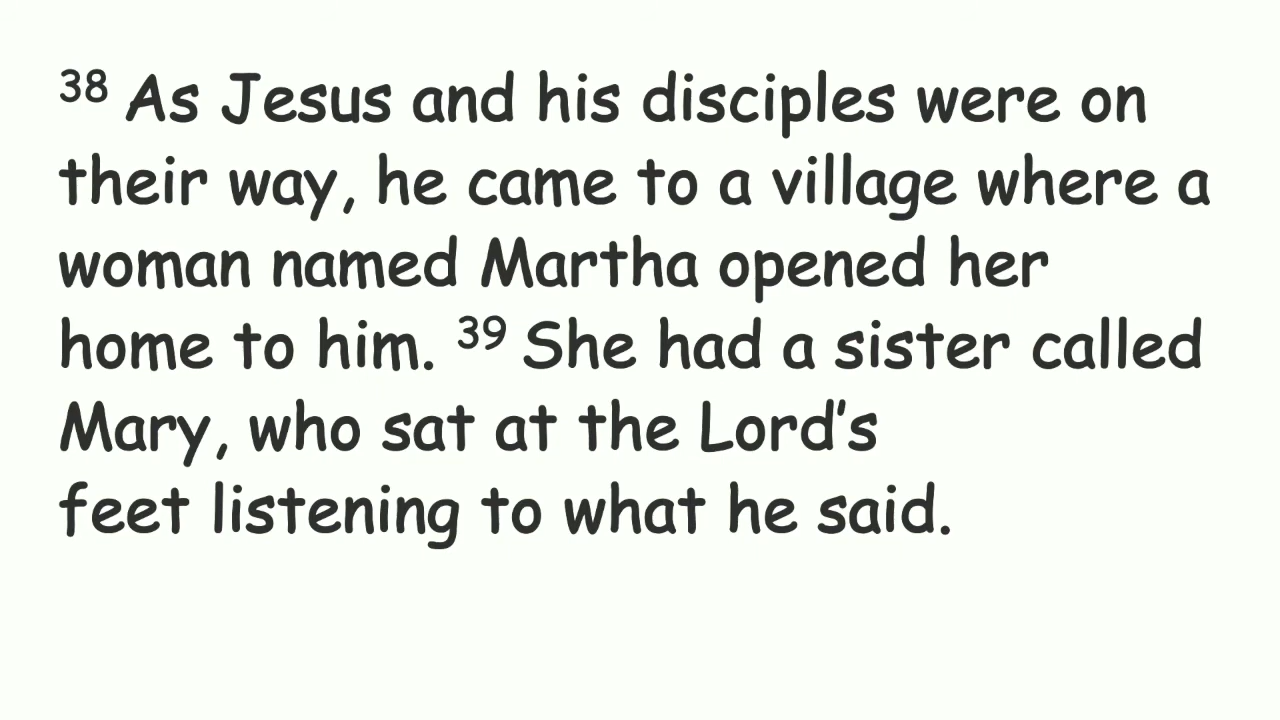 38 As Jesus and his disciples were on
their way, he came to a village where a
woman named Martha opened her
home to him. 39 She had a sister called
Mary, who sat at the Lord’s
feet listening to what he said.